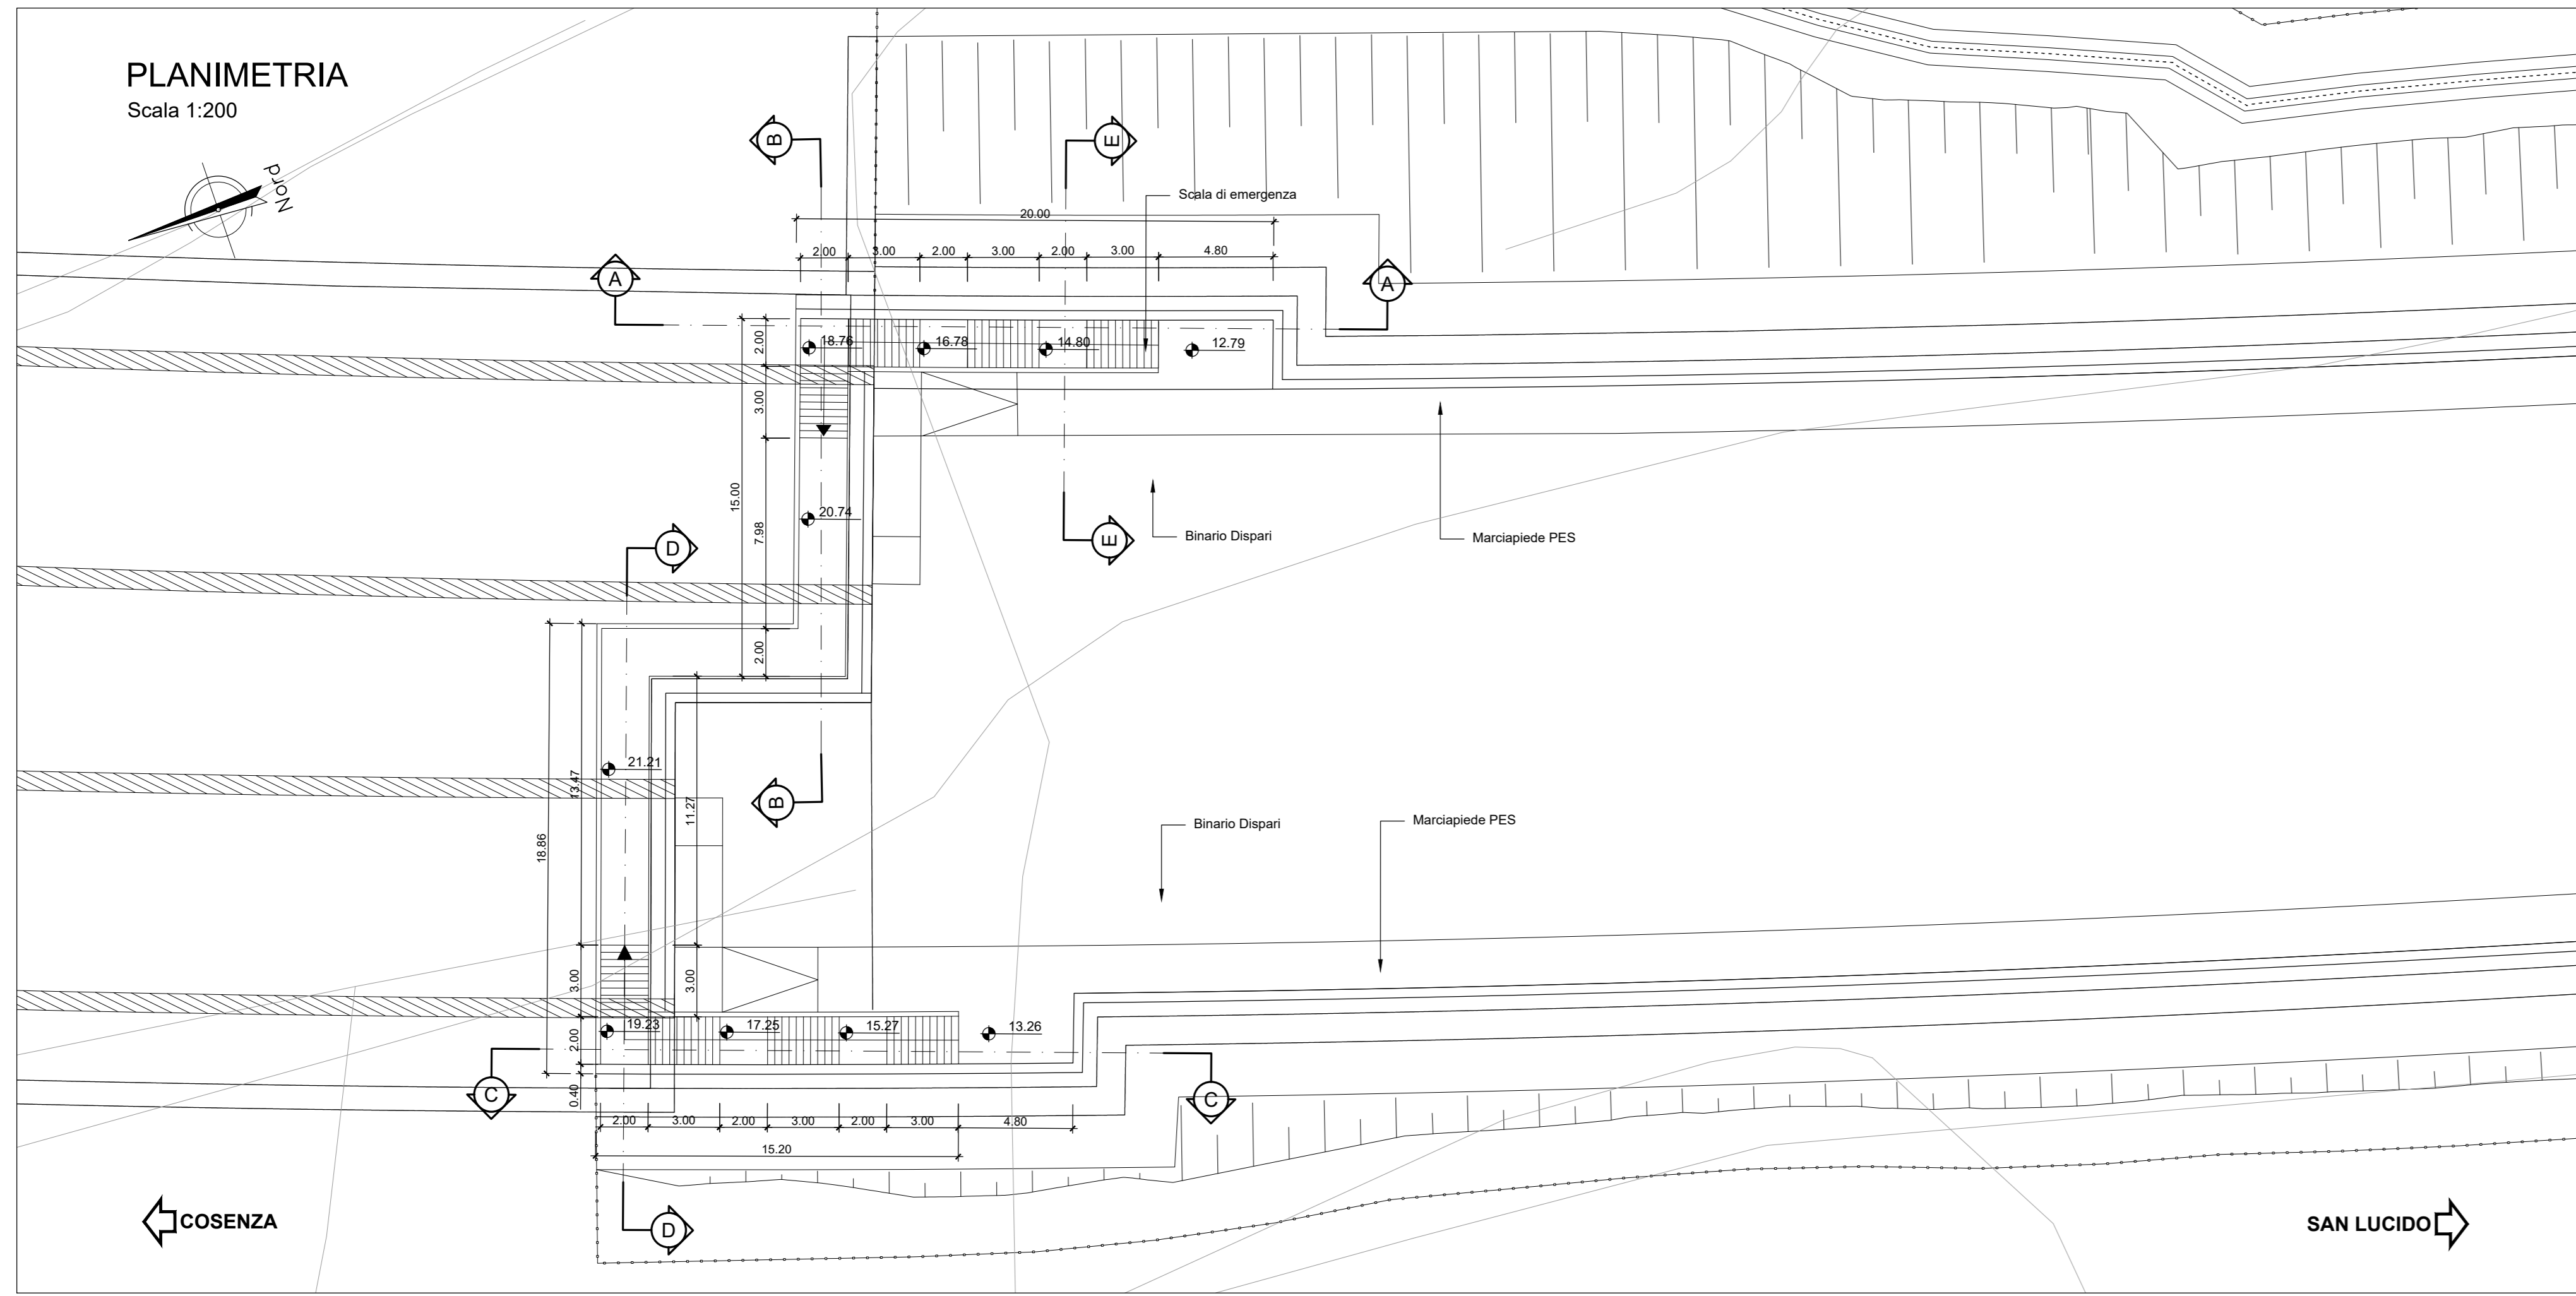 PLANIMETRIA
Scala 1:200
Nord
B
E
Scala di emergenza
20.00
2.00 3.00 2.00 3.00 2.00 3.00 4.80
A
A
2.00
18.76
16.78
14.80
12.79
3.00
15.00
20.74
7.98
D
E
Binario Dispari
Marciapiede PES
2.00
21.21
13.47
11.27
B
18.86
Binario Dispari
Marciapiede PES
3.00
3.00
19.23
17.25
15.27
13.26
2.00
C
C
0.40
2.00 3.00 2.00 3.00 2.00 3.00 4.80
15.20
D
COSENZA
SAN LUCIDO